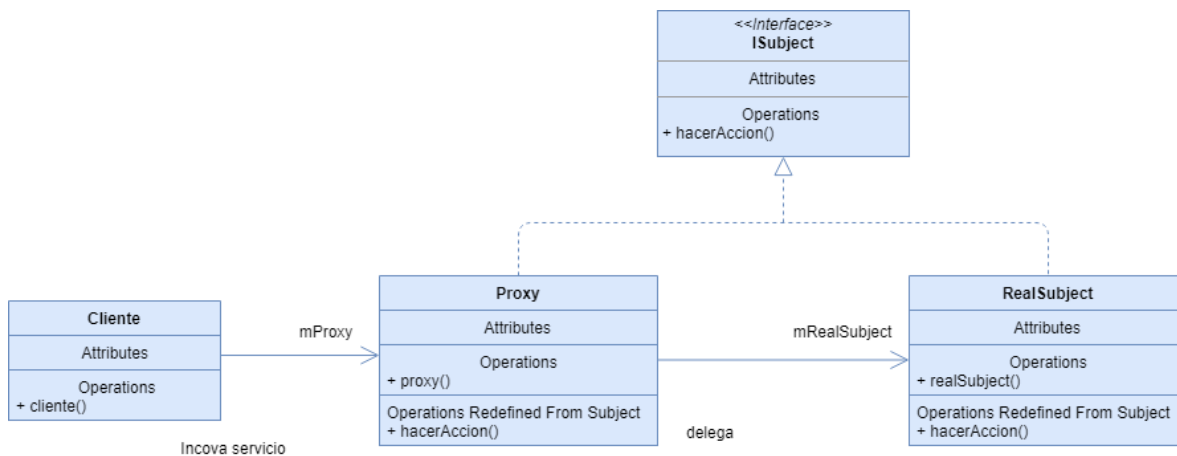 <<Interface>>
ISubject
Attributes
Operations
+ hacerAccion()
Cliente
Attributes
Operations
+ cliente()
mProxy
Incova servicio
Proxy
Attributes
Operations
+ proxy()
Operations Redefined From Subject
+ hacerAccion()
mRealSubject
delega
RealSubject
Attributes
Operations
+ realSubject()
Operations Redefined From Subject
+ hacerAccion()